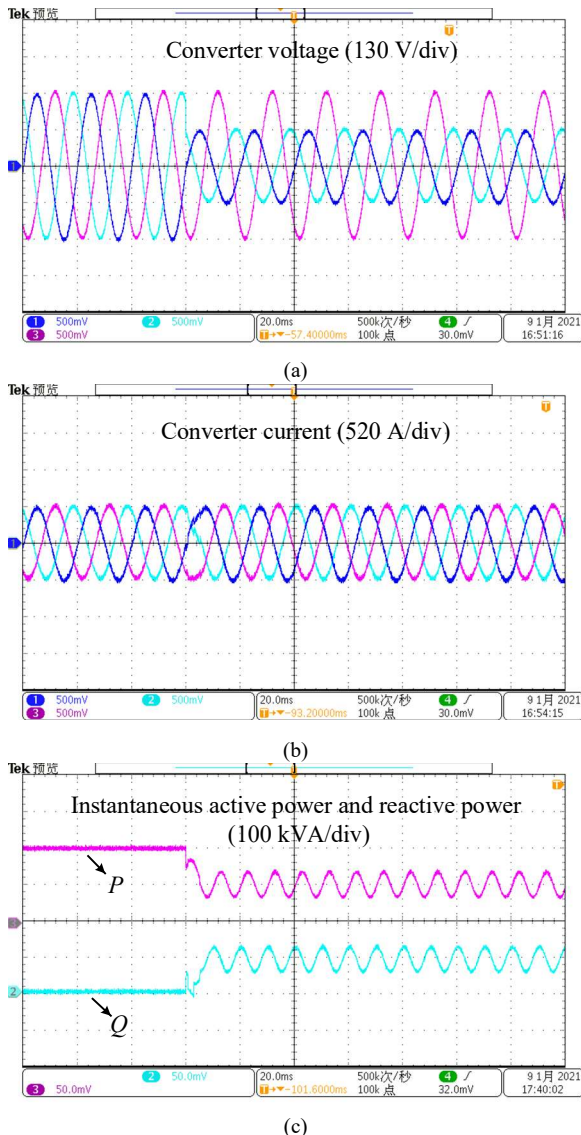 Tek 预览
Converter voltage (130 V/div)
1 500mV 2 500mV 20.0ms 500k次/秒 4 9 1月 2021
3 500mV T→▼-57.40000ms 100k 点 30.0mV 16:51:16
(a)
Tek 预览
Converter current (520 A/div)
1 500mV 2 500mV 20.0ms 500k次/秒 4 9 1月 2021
3 500mV T→▼-93.20000ms 100k 点 30.0mV 16:54:15
(b)
Tek 预览
Instantaneous active power and reactive power
(100 kVA/div)
P
2
Q
2 50.0mV 20.0ms 500k次/秒 4 9 1月 2021
3 50.0mV T→▼-101.6000ms 100k 点 32.0mV 17:40:02
(c)